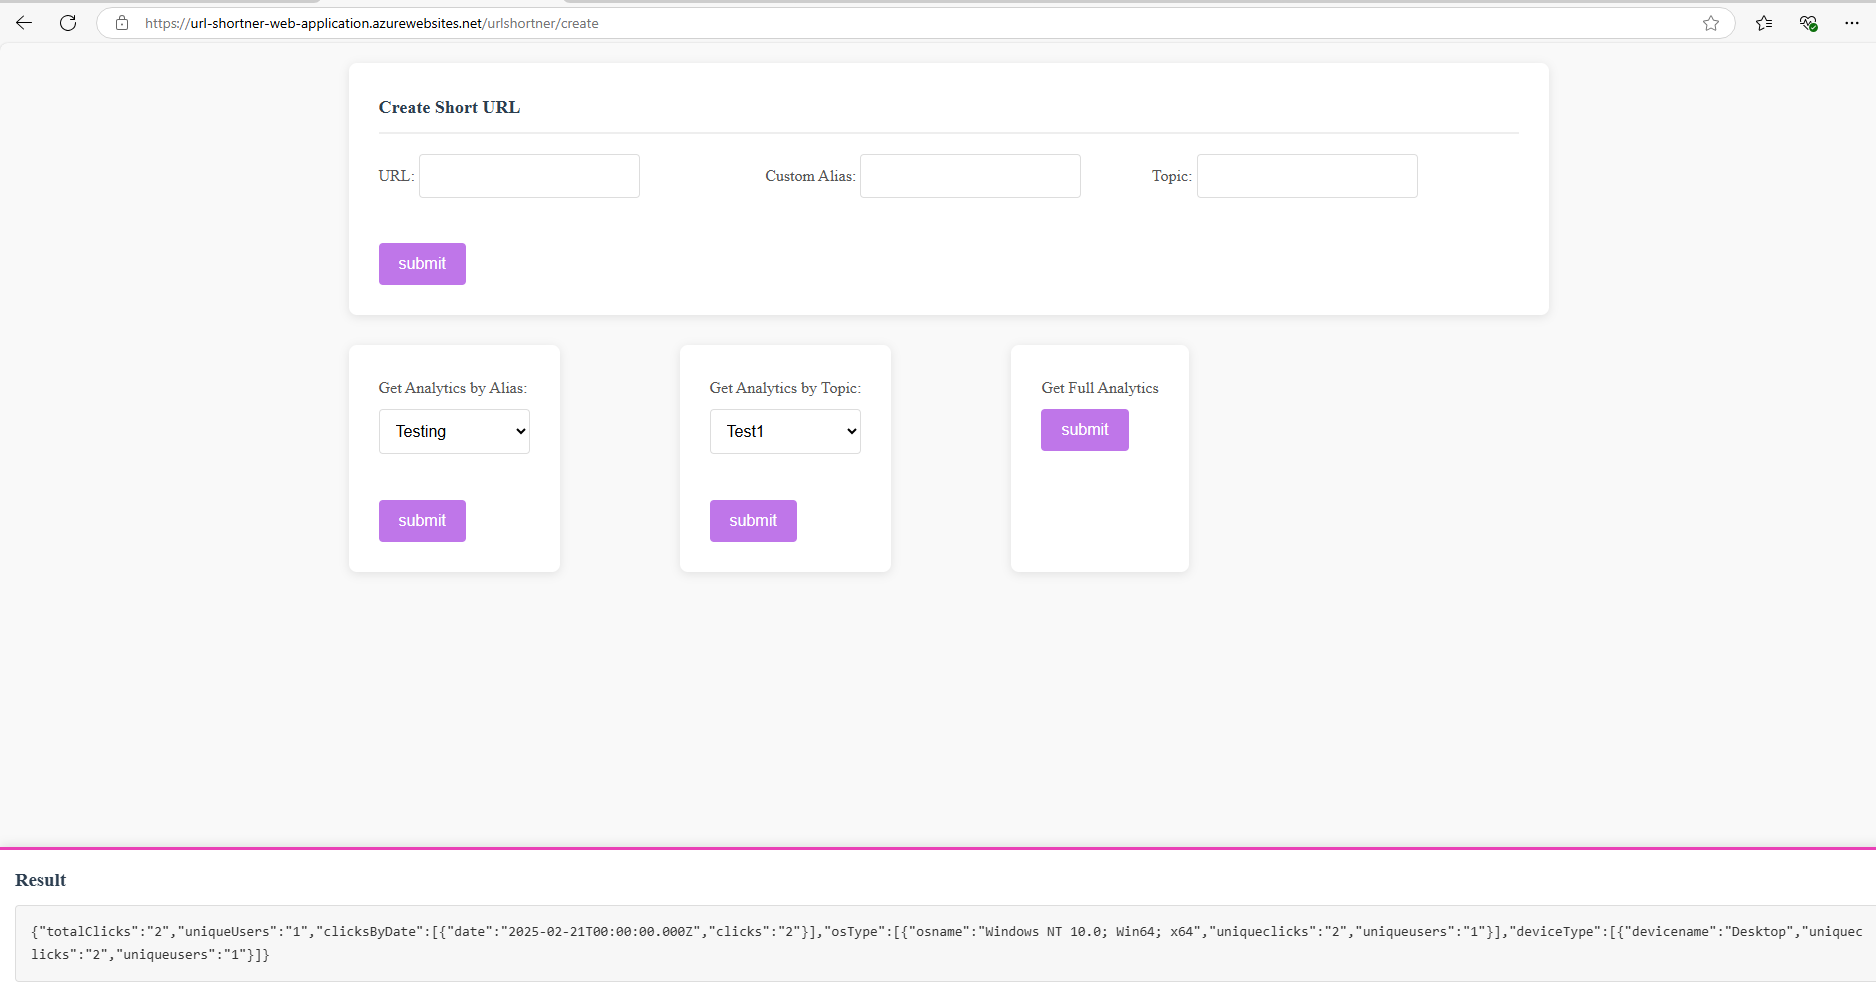 https://url-shortner-web-application.azurewebsites.net/urlshortner/create
Create Short URL
URL:
Custom Alias:
Topic:
submit
Get Analytics by Alias:
Testing
submit
Get Analytics by Topic:
Test1
submit
Get Full Analytics
submit
Result
{"totalClicks":"2","uniqueUsers":"1","clicksByDate":[{"date":"2025-02-21T00:00:00.000Z","clicks":"2"}],"osType":[{"osname":"Windows NT 10.0; Win64; x64","uniqueclicks":"2","uniqueusers":"1"}],"deviceType":[{"devicename":"Desktop","uniquec
licks":"2","uniqueusers":"1"}]}